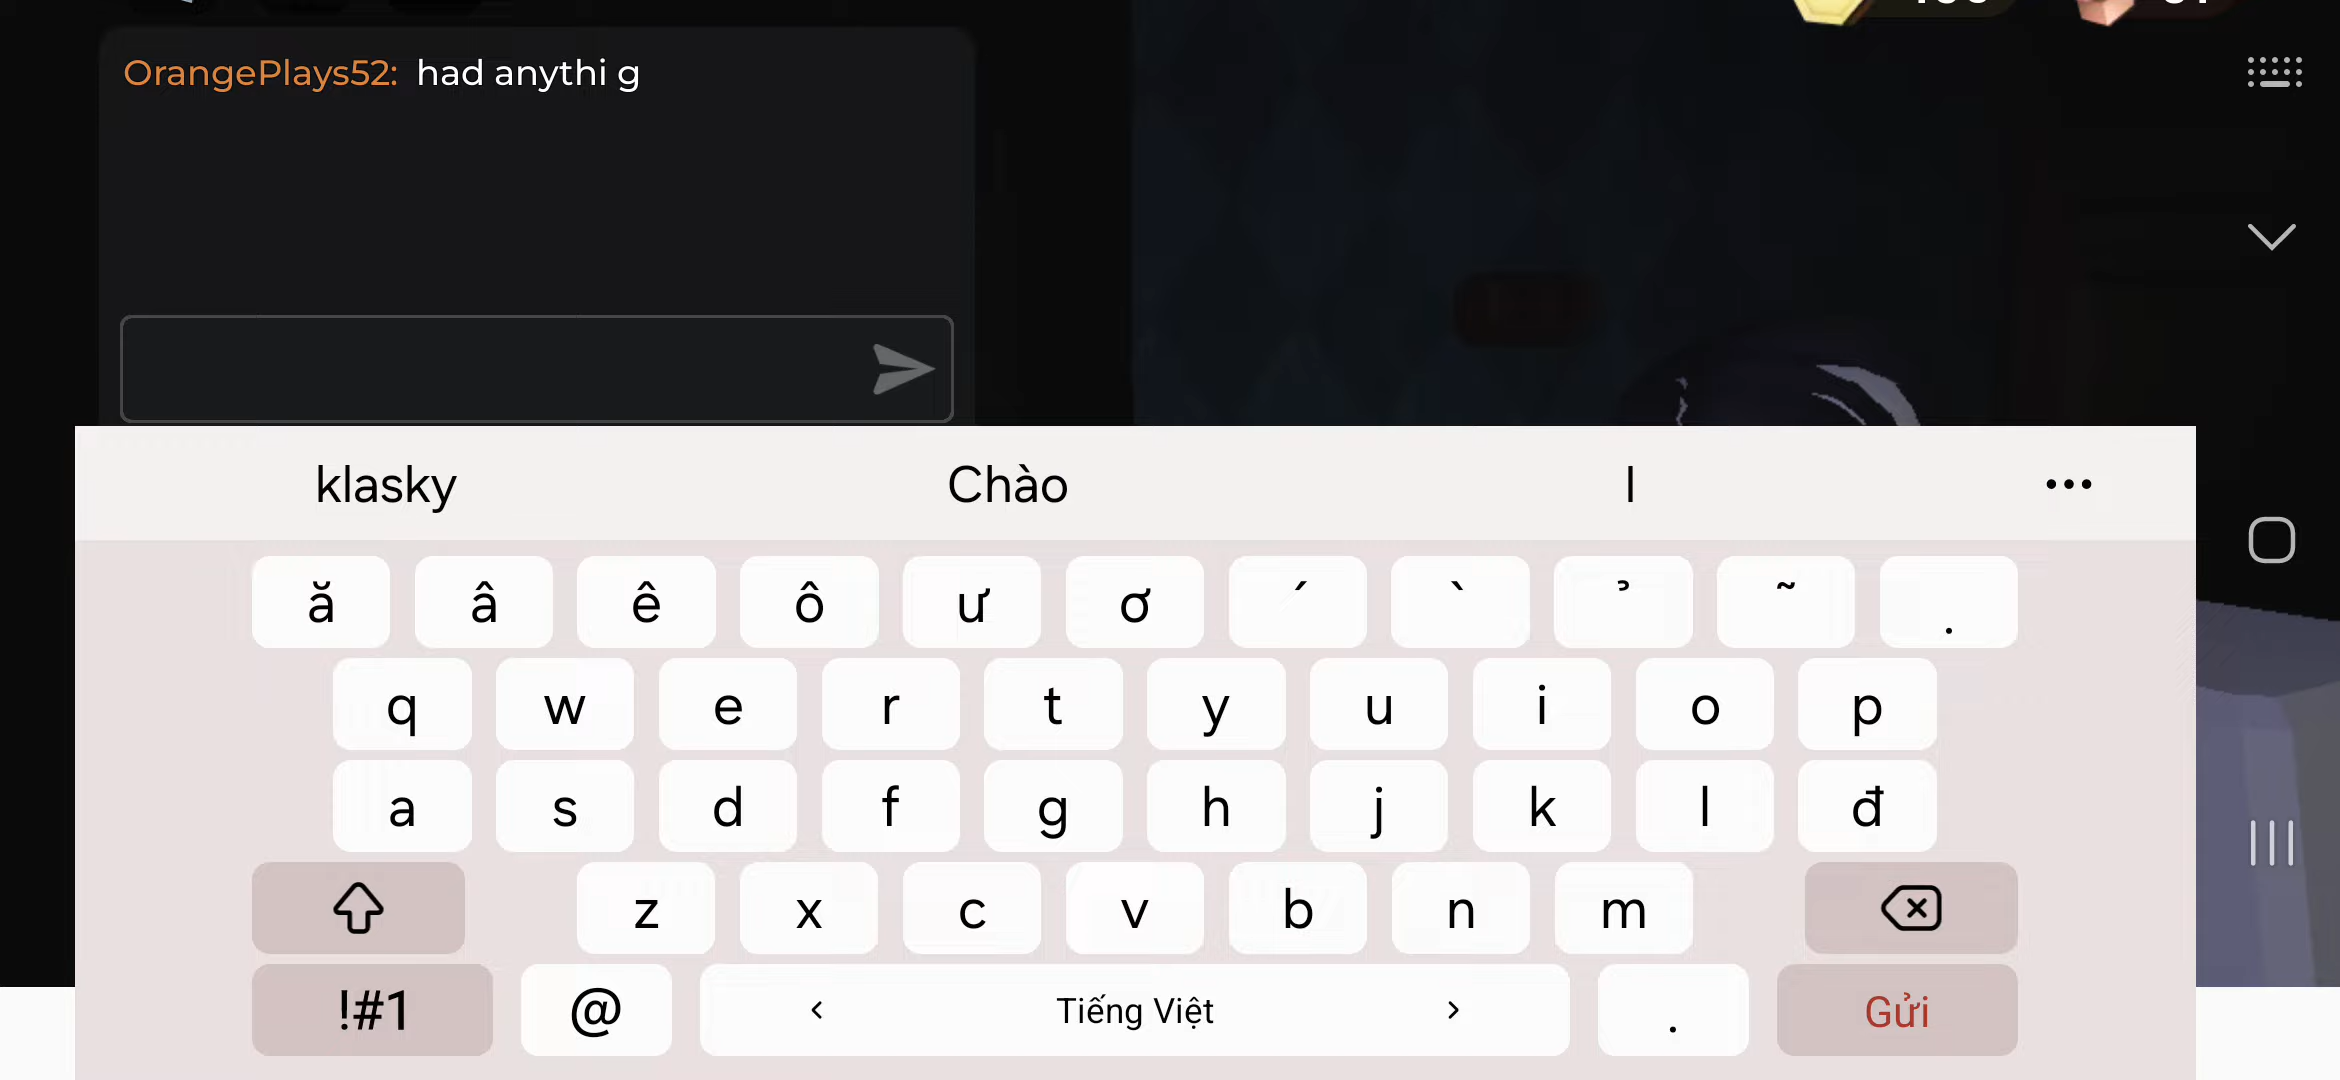 OrangePlays52: had anythi g
klasky Chào I
ă â ê ô ư ơ ´ ` ̉ ~ .
q w e r t y u i o p
a s d f g h j k l đ
z x c v b n m
!#1 @ < Tiếng Việt > . Gửi